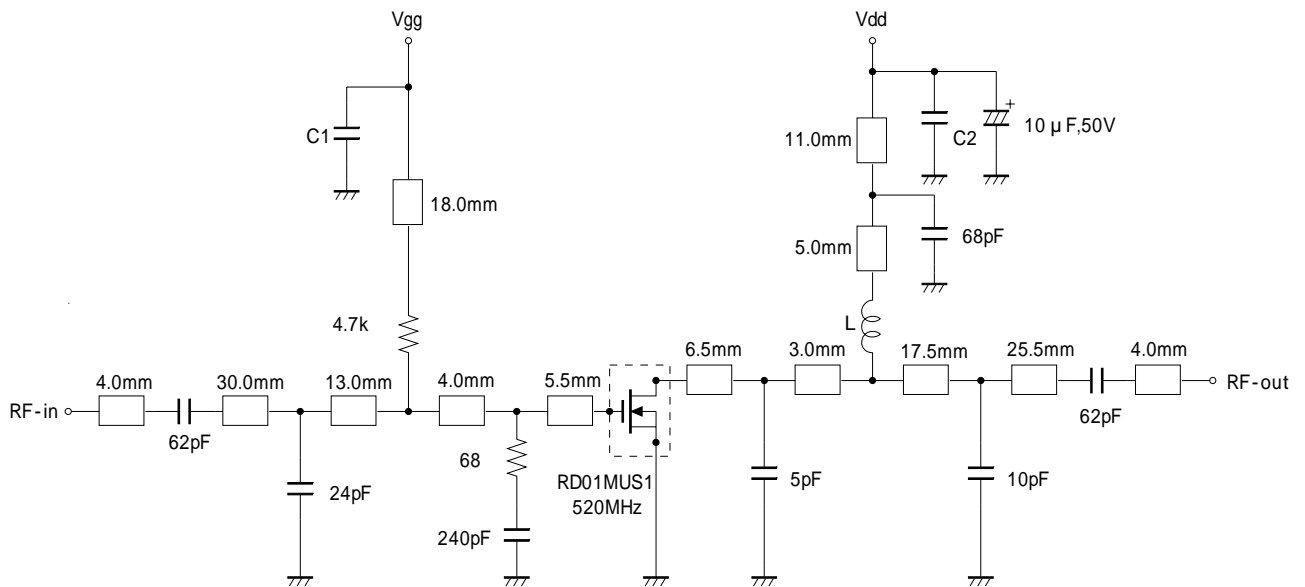 Vgg
Vdd
C1
18.0mm
11.0mm
C2
+
10 µ F,50V
5.0mm
68pF
4.7k
L
4.0mm
30.0mm
13.0mm
4.0mm
5.5mm
6.5mm
3.0mm
17.5mm
25.5mm
4.0mm
RF-in
RF-out
62pF
24pF
68
240pF
RD01MUS1
520MHz
5pF
10pF
62pF